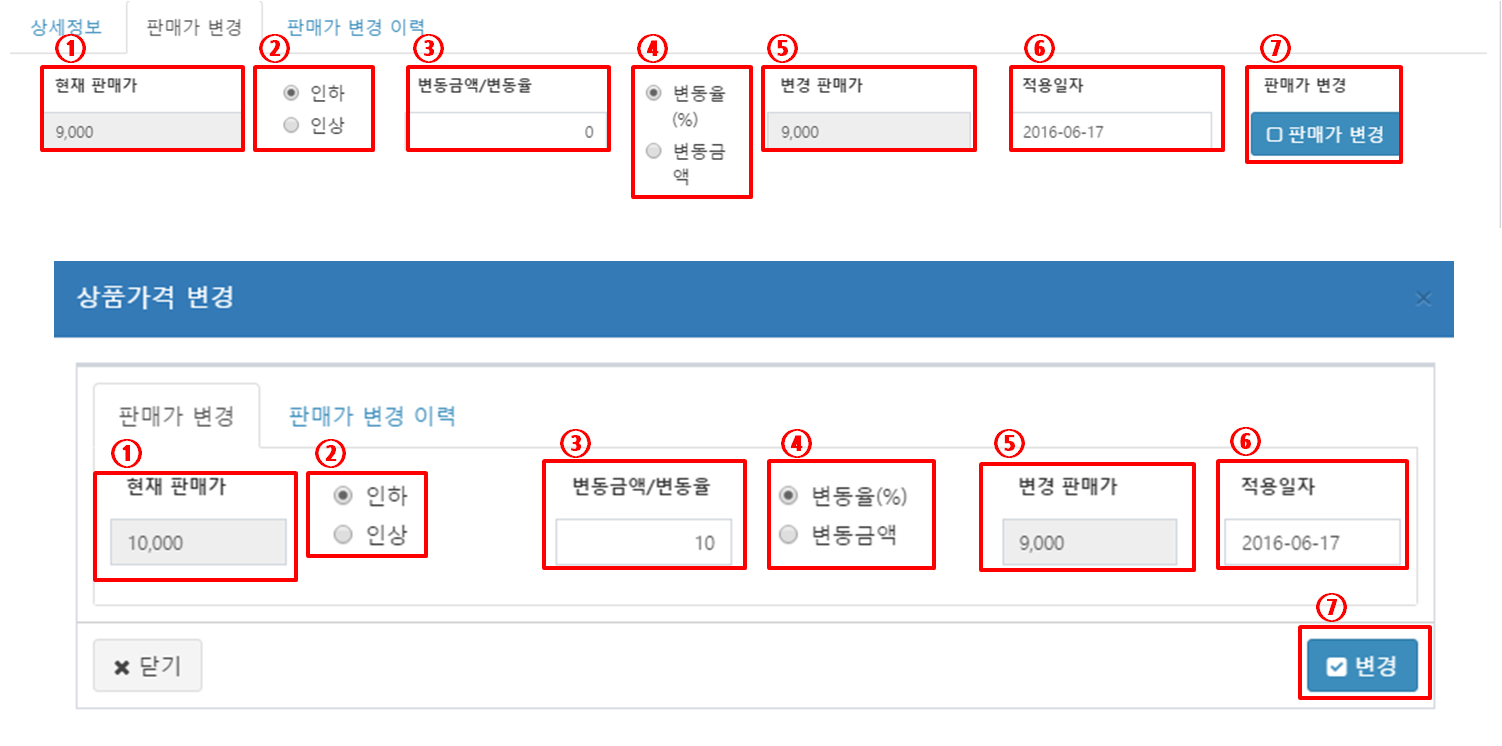 상세정보 판매가 변경 판매가 변경 이력
① ② ③ ④ ⑤ ⑥ ⑦
현재 판매가 변동금액/변동율 변경 판매가 적용일자 판매가 변경
인하 변동율
(%)
9,000 인상 0 변동금
액 9,000 2016-06-17 판매가 변경
상품가격 변경 ×
판매가 변경 판매가 변경 이력
① ② ③ ④ ⑤ ⑥
현재 판매가 인하 변동금액/변동율 변동율(%) 변경 판매가 적용일자
10,000 인상 10 변동금액 9,000 2016-06-17
⑦
닫기 변경